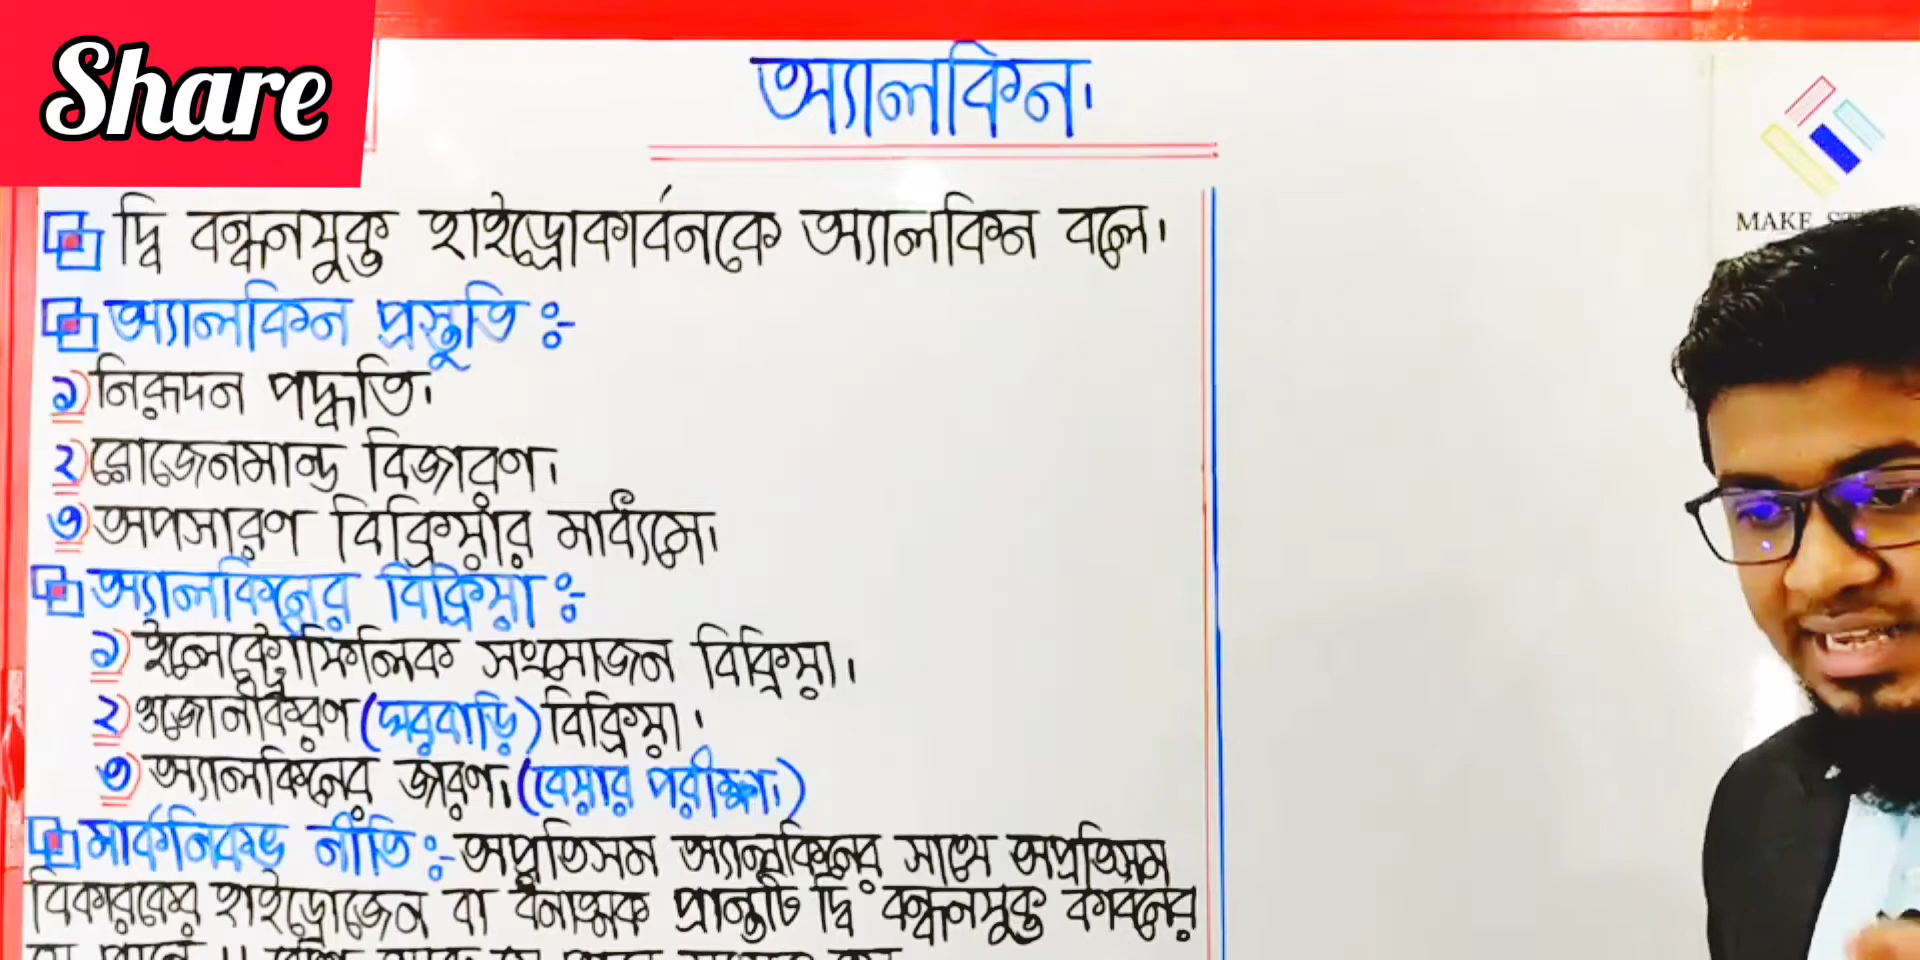 Share
অ্যালকিন।
MAKE
দ্বি বন্ধনযুক্ত হাইড্রোকার্বনকে অ্যালকিন বলে।
অ্যালকিন প্রস্তুতি :-
১) নিরুদন পদ্ধতি।
২) রোজেনমান্ড বিজারণ।
৩) অপসারণ বিক্রিয়ার মাধ্যমে।
অ্যালকিনের বিক্রিয়া :-
১) ইলেক্ট্রোফিলিক সংযোজন বিক্রিয়া।
২) ওজোনীকরণ (ঘরবাড়ি) বিক্রিয়া।
৩) অ্যালকিনের জারণ। (বেয়ার পরীক্ষা।)
মার্কনিকভ নীতি :- অপ্রতিসম অ্যালকিনের সাথে অপ্রতিসম
বিকারকের হাইড্রোজেন বা ধনাত্মক প্রান্তটি দ্বি বন্ধনযুক্ত কার্বনের